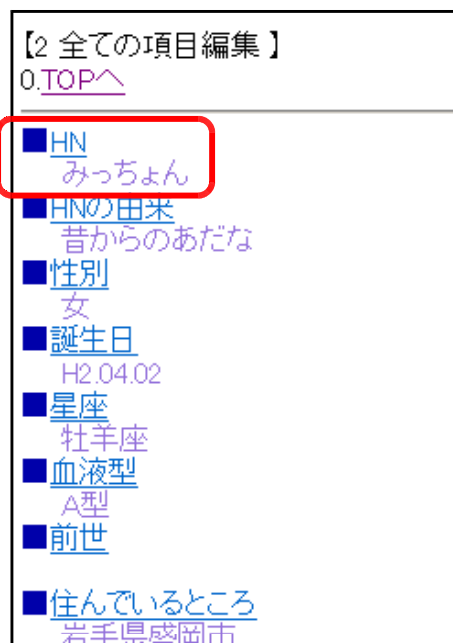 【2 全ての項目編集 】
0.TOPへ
■HN
みっちょん
■HNの由来
昔からのあだな
■性別
女
■誕生日
H2.04.02
■星座
牡羊座
■血液型
A型
■前世
■住んでいるところ
岩手県盛岡市